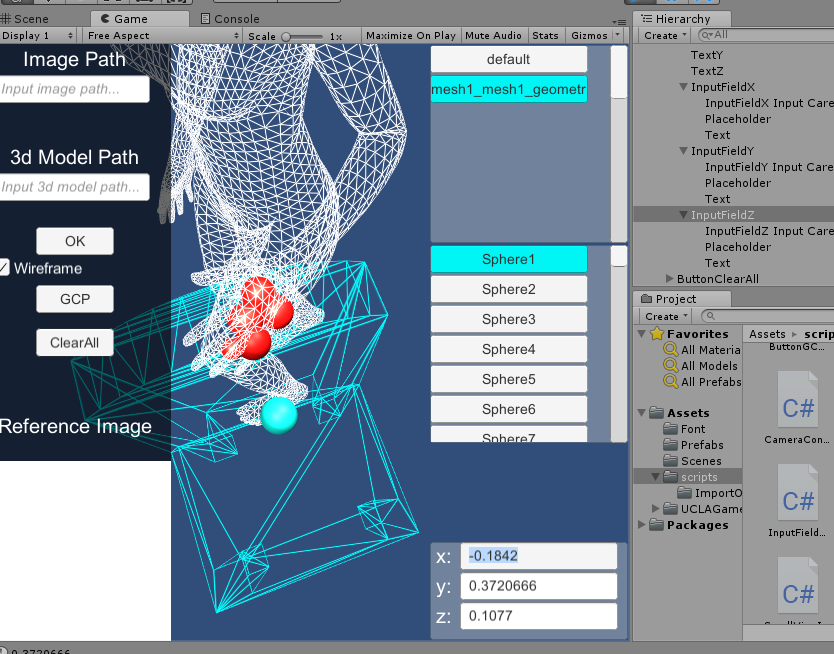 Scene
Game
Console
Hierarchy
Display 1
Free Aspect
Scale
1x
Maximize On Play
Mute Audio
Stats
Gizmos
Create
All
Image Path
Input image path...
3d Model Path
Input 3d model path...
OK
Wireframe
GCP
ClearAll
Reference Image
default
mesh1_mesh1_geometr
Sphere1
Sphere2
Sphere3
Sphere4
Sphere5
Sphere6
Sphere7
x: -0.1842
y: 0.3720666
z: 0.1077
TextY
TextZ
InputFieldX
InputFieldX Input Care
Placeholder
Text
InputFieldY
InputFieldY Input Care
Placeholder
Text
InputFieldZ
InputFieldZ Input Care
Placeholder
Text
ButtonClearAll
Project
Create
Favorites
All Materia
All Models
All Prefabs
Assets
Font
Prefabs
Scenes
scripts
ImportO
UCLAGame
Packages
Assets ▸ scrip
ButtonGC...
C#
CameraCon...
C#
InputField...
C#
0.3720666